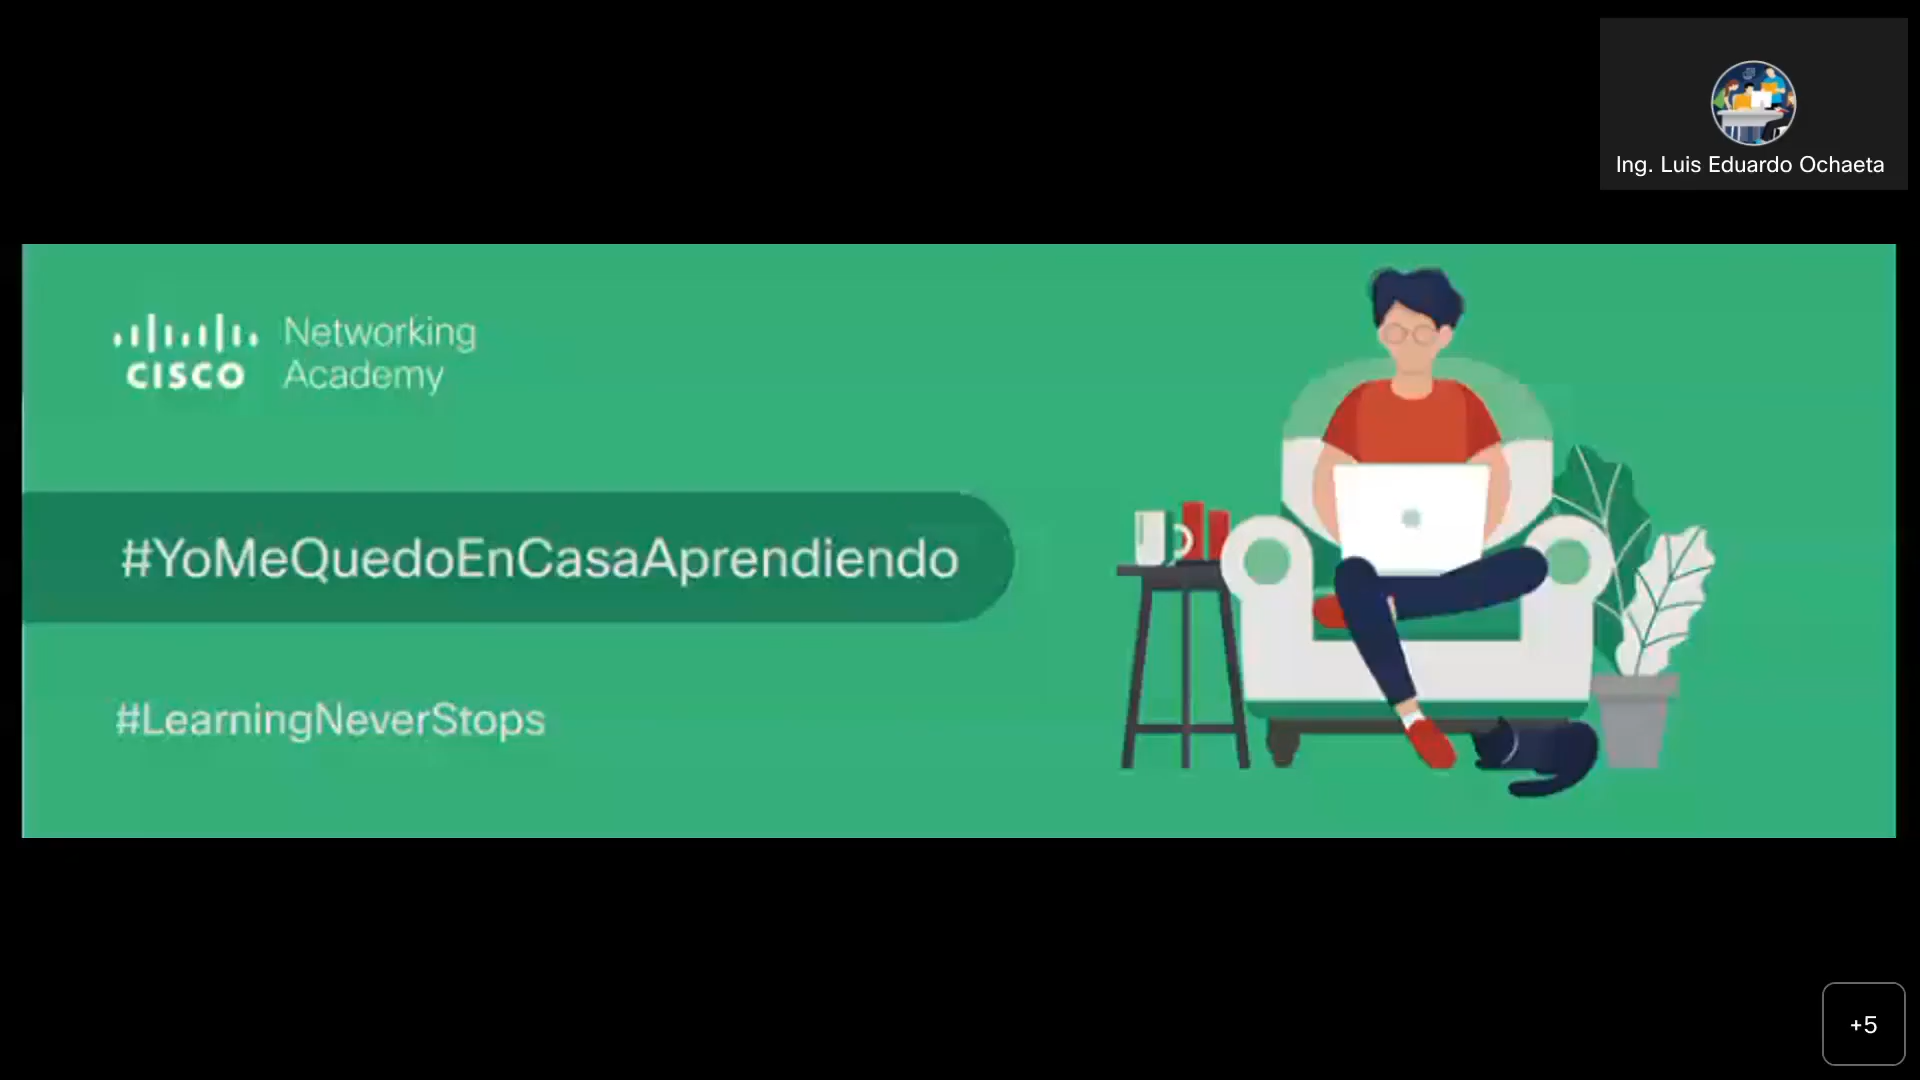 Ing. Luis Eduardo Ochaeta
CISCO
Networking
Academy
#YoMeQuedoEnCasaAprendiendo
#LearningNeverStops
+5